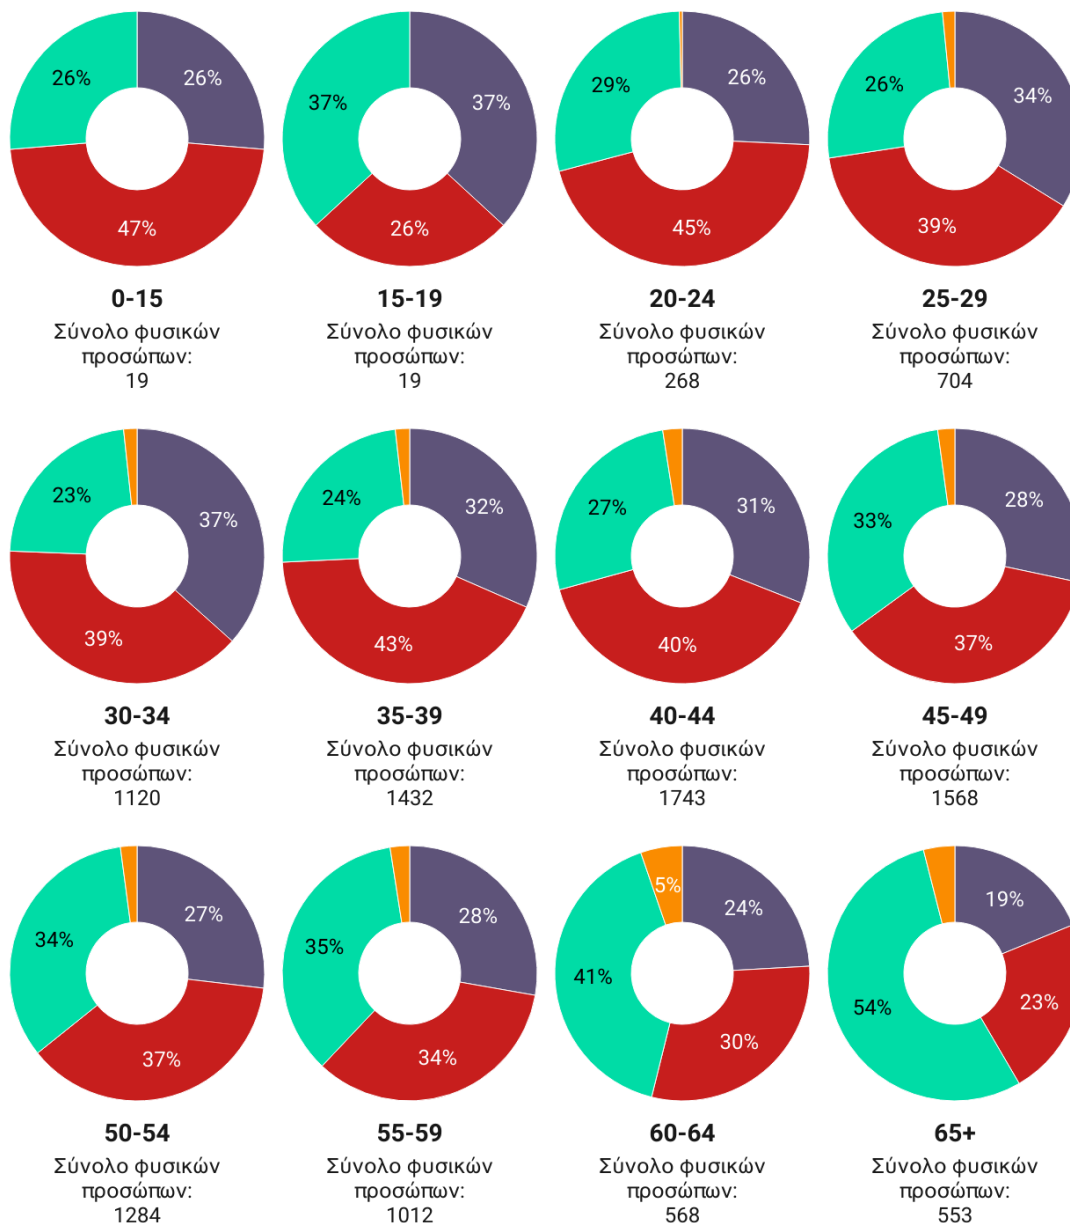 26%
26%
47%
0-15
Σύνολο φυσικών
προσώπων:
19
37%
37%
26%
15-19
Σύνολο φυσικών
προσώπων:
19
29%
26%
45%
20-24
Σύνολο φυσικών
προσώπων:
268
26%
34%
39%
25-29
Σύνολο φυσικών
προσώπων:
704
23%
37%
39%
30-34
Σύνολο φυσικών
προσώπων:
1120
24%
32%
43%
35-39
Σύνολο φυσικών
προσώπων:
1432
27%
31%
40%
40-44
Σύνολο φυσικών
προσώπων:
1743
33%
28%
37%
45-49
Σύνολο φυσικών
προσώπων:
1568
34%
27%
37%
50-54
Σύνολο φυσικών
προσώπων:
1284
35%
28%
34%
55-59
Σύνολο φυσικών
προσώπων:
1012
5%
24%
41%
30%
60-64
Σύνολο φυσικών
προσώπων:
568
19%
54%
23%
65+
Σύνολο φυσικών
προσώπων:
553